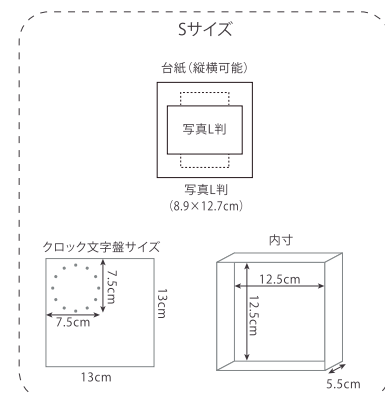 Sサイズ
台紙（縦横可能）
写真L判
写真L判
（8.9×12.7cm）
クロック文字盤サイズ
7.5cm
7.5cm
13cm
13cm
内寸
12.5cm
12.5cm
5.5cm